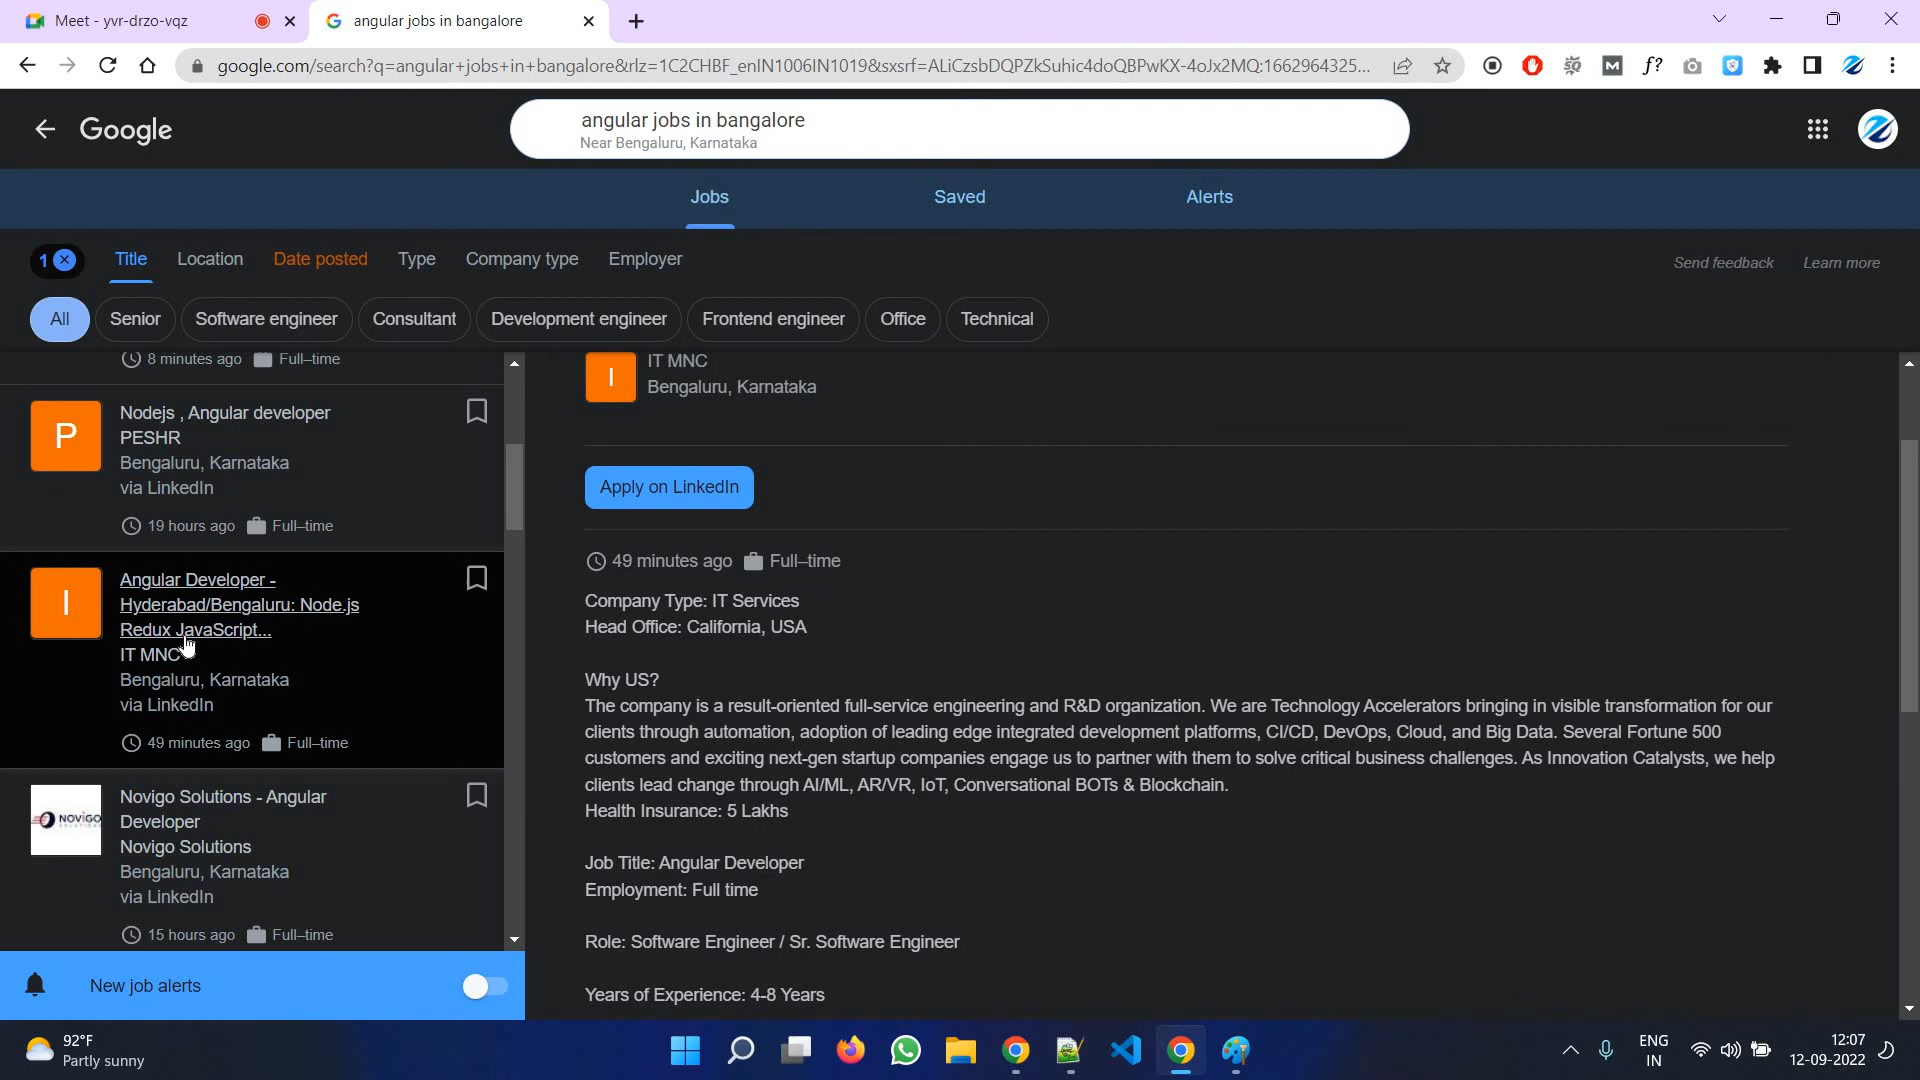 Meet - yvr-drzo-vqz
angular jobs in bangalore
google.com/search?q=angular+jobs+in+bangalore&rlz=1C2CHBF_enIN1006IN1019&sxsrf=ALiCzsbDQPZkSuhic4doQBPwKX-4oJx2MQ:1662964325...
Google
angular jobs in bangalore
Near Bengaluru, Karnataka
Jobs
Saved
Alerts
1
Title
Location
Date posted
Type
Company type
Employer
Send feedback
Learn more
All
Senior
Software engineer
Consultant
Development engineer
Frontend engineer
Office
Technical
8 minutes ago Full-time
P
Nodejs , Angular developer
PESHR
Bengaluru, Karnataka
via LinkedIn
19 hours ago Full-time
I
Angular Developer -
Hyderabad/Bengaluru: Node.js
Redux JavaScript...
IT MNC
Bengaluru, Karnataka
via LinkedIn
49 minutes ago Full-time
NOVIGO
SOLUTIONS
Novigo Solutions - Angular
Developer
Novigo Solutions
Bengaluru, Karnataka
via LinkedIn
15 hours ago Full-time
New job alerts
I
IT MNC
Bengaluru, Karnataka
Apply on LinkedIn
49 minutes ago Full-time
Company Type: IT Services
Head Office: California, USA
Why US?
The company is a result-oriented full-service engineering and R&D organization. We are Technology Accelerators bringing in visible transformation for our
clients through automation, adoption of leading edge integrated development platforms, CI/CD, DevOps, Cloud, and Big Data. Several Fortune 500
customers and exciting next-gen startup companies engage us to partner with them to solve critical business challenges. As Innovation Catalysts, we help
clients lead change through AI/ML, AR/VR, IoT, Conversational BOTs & Blockchain.
Health Insurance: 5 Lakhs
Job Title: Angular Developer
Employment: Full time
Role: Software Engineer / Sr. Software Engineer
Years of Experience: 4-8 Years
92°F
Partly sunny
ENG
IN
12:07
12-09-2022